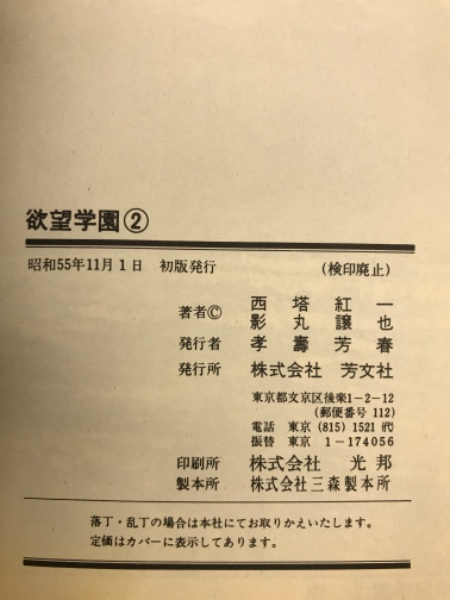 欲望学園②
昭和55年11月1日　初版発行　（検印廃止）
著者©　西塔紅一
影丸譲也
発行者　孝壽芳春
発行所　株式会社　芳文社
東京都文京区後楽1-2-12
（郵便番号 112）
電話　東京 (815) 1521 ㈹
振替　東京　1－174056
印刷所　株式会社　光邦
製本所　株式会社三森製本所
落丁・乱丁の場合は本社にてお取りかえいたします。
定価はカバーに表示してあります。